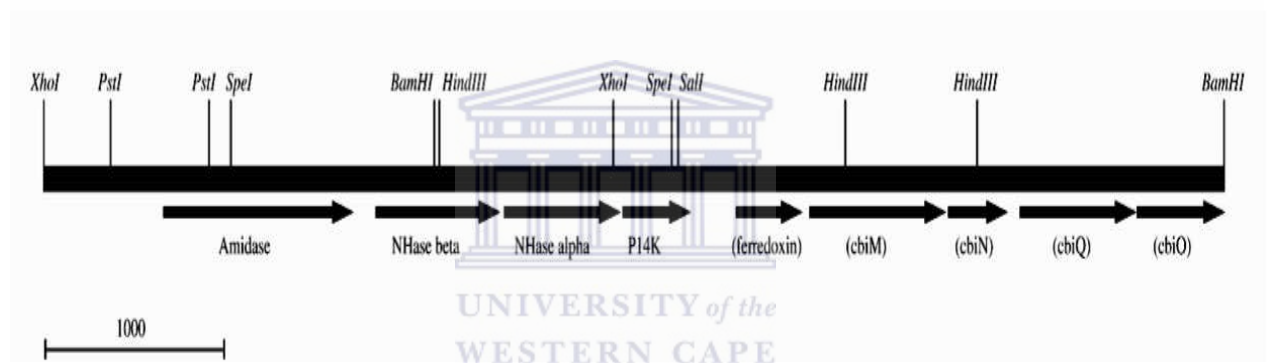 XhoI PstI PstI SpeI BamHI HindIII XhoI SpeI SalI HindIII HindIII BamHI
Amidase NHase beta NHase alpha P14K (ferredoxin) (cbiM) (cbiN) (cbiQ) (cbiO)
UNIVERSITY of the
1000
WESTERN CAPE